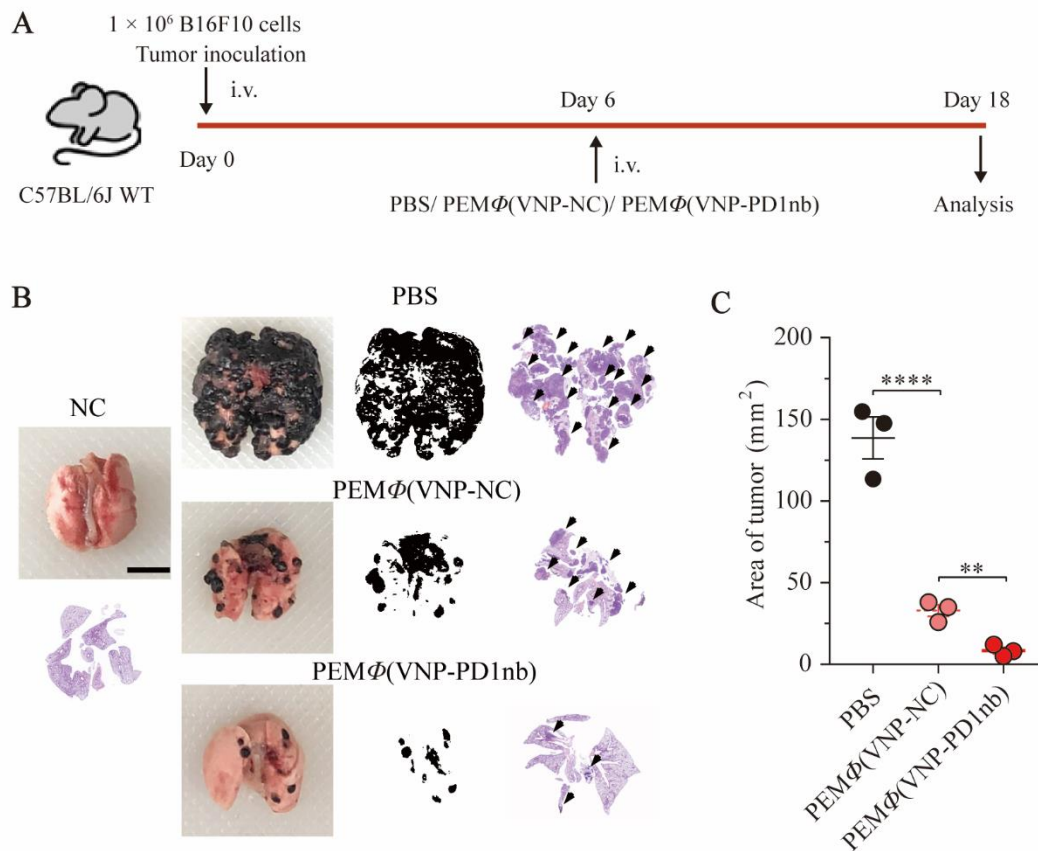 A
1 × 10⁶ B16F10 cells
Tumor inoculation
i.v.
Day 6
Day 18
Day 0
i.v.
C57BL/6J WT
PBS/ PEMΦ(VNP-NC)/ PEMΦ(VNP-PD1nb)
Analysis
B
PBS
NC
PEMΦ(VNP-NC)
PEMΦ(VNP-PD1nb)
C
Area of tumor (mm²)
200
150
100
50
0
****
**
PBS
PEMΦ(VNP-NC)
PEMΦ(VNP-PD1nb)